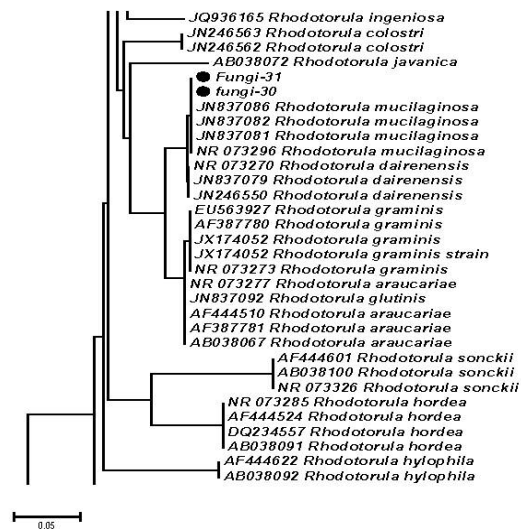 JQ936165 Rhodotorula ingeniosa
JN246563 Rhodotorula colostri
JN246562 Rhodotorula colostri
AB038072 Rhodotorula javanica
Fungi-31
fungi-30
JN837086 Rhodotorula mucilaginosa
JN837082 Rhodotorula mucilaginosa
JN837081 Rhodotorula mucilaginosa
NR 073296 Rhodotorula mucilaginosa
NR 073270 Rhodotorula dairenensis
JN837079 Rhodotorula dairenensis
JN246550 Rhodotorula dairenensis
EU563927 Rhodotorula graminis
AF387780 Rhodotorula graminis
JX174052 Rhodotorula graminis
JX174052 Rhodotorula graminis strain
NR 073273 Rhodotorula graminis
NR 073277 Rhodotorula araucariae
JN837092 Rhodotorula glutinis
AF444510 Rhodotorula araucariae
AF387781 Rhodotorula araucariae
AB038067 Rhodotorula araucariae
AF444601 Rhodotorula sonckii
AB038100 Rhodotorula sonckii
NR 073326 Rhodotorula sonckii
NR 073285 Rhodotorula hordea
AF444524 Rhodotorula hordea
DQ234557 Rhodotorula hordea
AB038091 Rhodotorula hordea
AF444622 Rhodotorula hylophila
AB038092 Rhodotorula hylophila
0.05